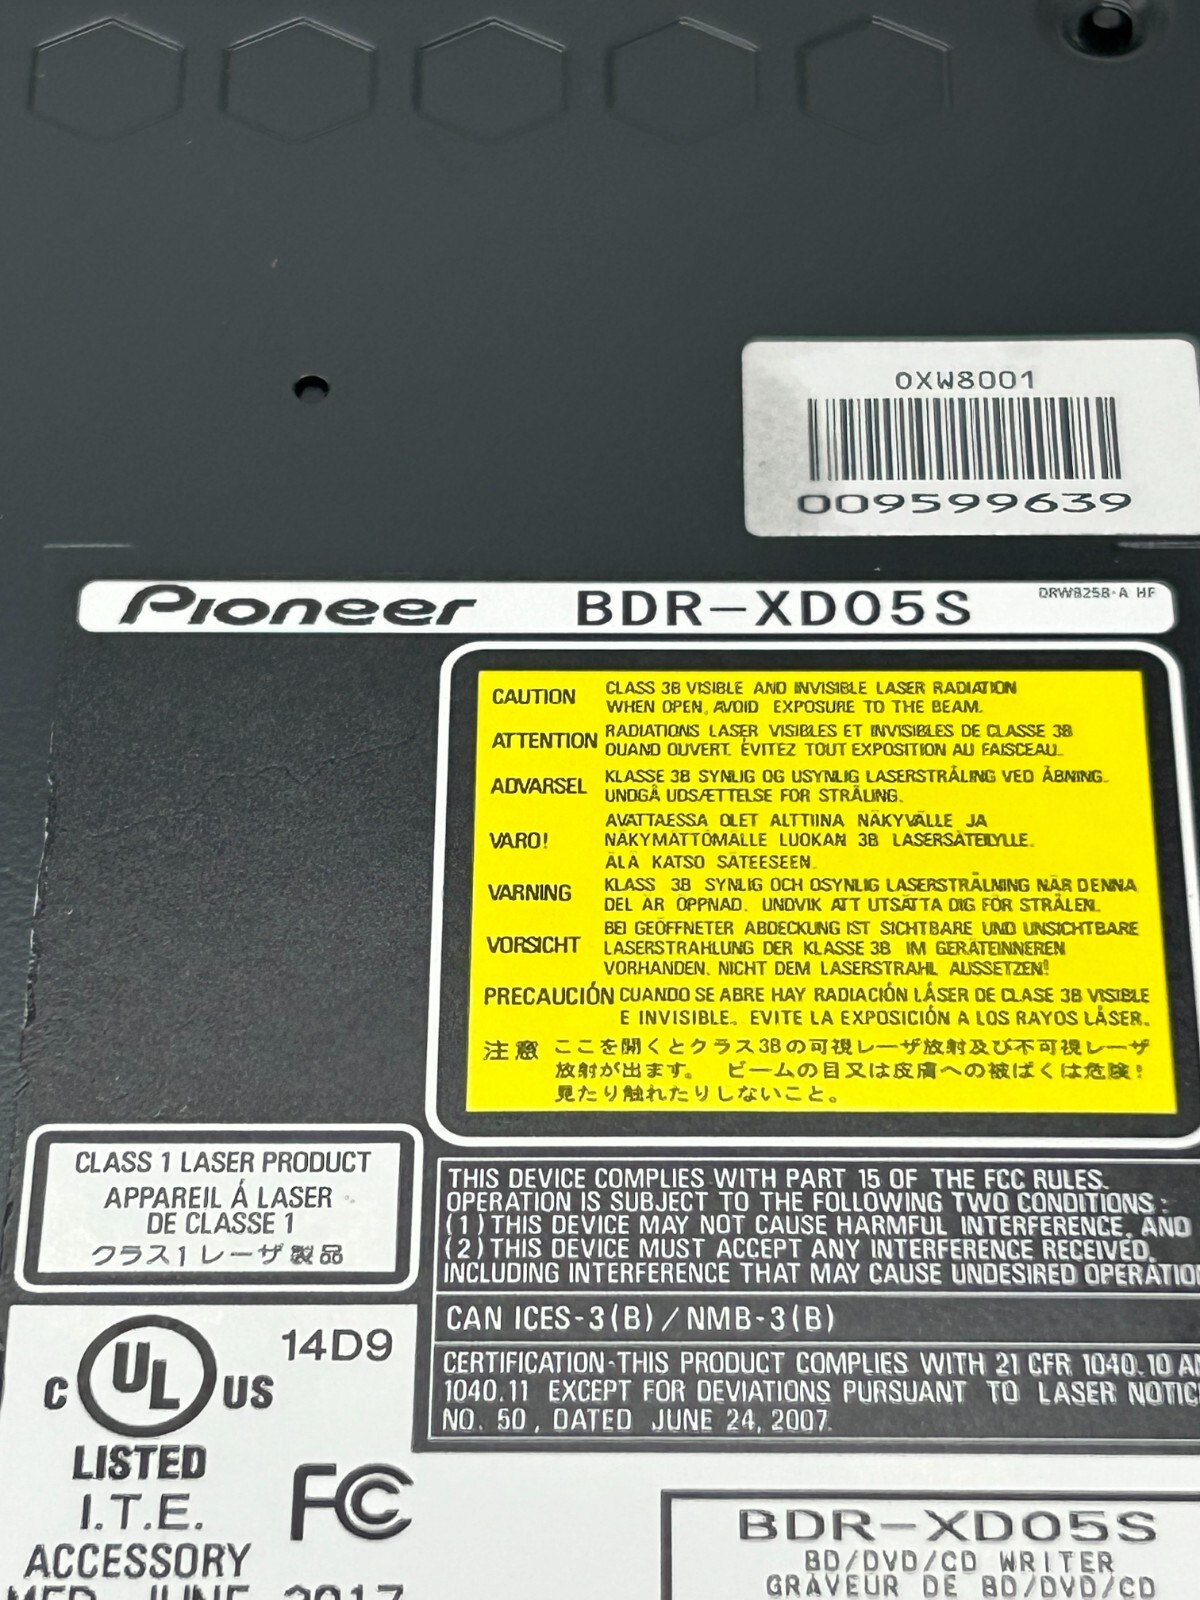 OXW8001
009599639
Pioneer BDR-XD05S DRW8258-A HF
CAUTION CLASS 3B VISIBLE AND INVISIBLE LASER RADIATION
WHEN OPEN, AVOID EXPOSURE TO THE BEAM.
ATTENTION RADIATIONS LASER VISIBLES ET INVISIBLES DE CLASSE 3B
QUAND OUVERT. ÉVITEZ TOUT EXPOSITION AU FAISCEAU.
ADVARSEL KLASSE 3B SYNLIG OG USYNLIG LASERSTRÅLING VED ÅBNING.
UNDGÅ UDSÆTTELSE FOR STRÅLING.
VARO! AVATTAESSA OLET ALTTIINA NÄKYVÄLLE JA
NÄKYMÄTTÖMÄLLE LUOKAN 3B LASERSÄTEILYLLE.
ÄLÄ KATSO SÄTEESEEN.
VARNING KLASS 3B SYNLIG OCH OSYNLIG LASERSTRÅLNING NÄR DENNA
DEL ÄR ÖPPNAD. UNDVIK ATT UTSÄTTA DIG FÖR STRÅLEN.
VORSICHT BEI GEÖFFNETER ABDECKUNG IST SICHTBARE UND UNSICHTBARE
LASERSTRAHLUNG DER KLASSE 3B IM GERÄTEINNEREN
VORHANDEN. NICHT DEM LASERSTRAHL AUSSETZEN!
PRECAUCIÓN CUANDO SE ABRE HAY RADIACIÓN LÁSER DE CLASE 3B VISIBLE
E INVISIBLE. EVITE LA EXPOSICIÓN A LOS RAYOS LÁSER.
注意 ここを開くとクラス3Bの可視レーザ放射及び不可視レーザ
放射が出ます。 ビームの目又は皮膚への被ばくは危険!
見たり触れたりしないこと。
CLASS 1 LASER PRODUCT
APPAREIL Á LASER
DE CLASSE 1
クラス1 レーザ製品
THIS DEVICE COMPLIES WITH PART 15 OF THE FCC RULES.
OPERATION IS SUBJECT TO THE FOLLOWING TWO CONDITIONS :
(1) THIS DEVICE MAY NOT CAUSE HARMFUL INTERFERENCE, AND
(2) THIS DEVICE MUST ACCEPT ANY INTERFERENCE RECEIVED,
INCLUDING INTERFERENCE THAT MAY CAUSE UNDESIRED OPERATIO
CAN ICES-3(B)/NMB-3(B)
CERTIFICATION-THIS PRODUCT COMPLIES WITH 21 CFR 1040.10 AN
1040.11 EXCEPT FOR DEVIATIONS PURSUANT TO LASER NOTIC
NO. 50, DATED JUNE 24, 2007.
C UL US 14D9
LISTED
I.T.E.
ACCESSORY
FC
MFD. JUNE 2017
BDR-XD05S
BD/DVD/CD WRITER
GRAVEUR DE BD/DVD/CD